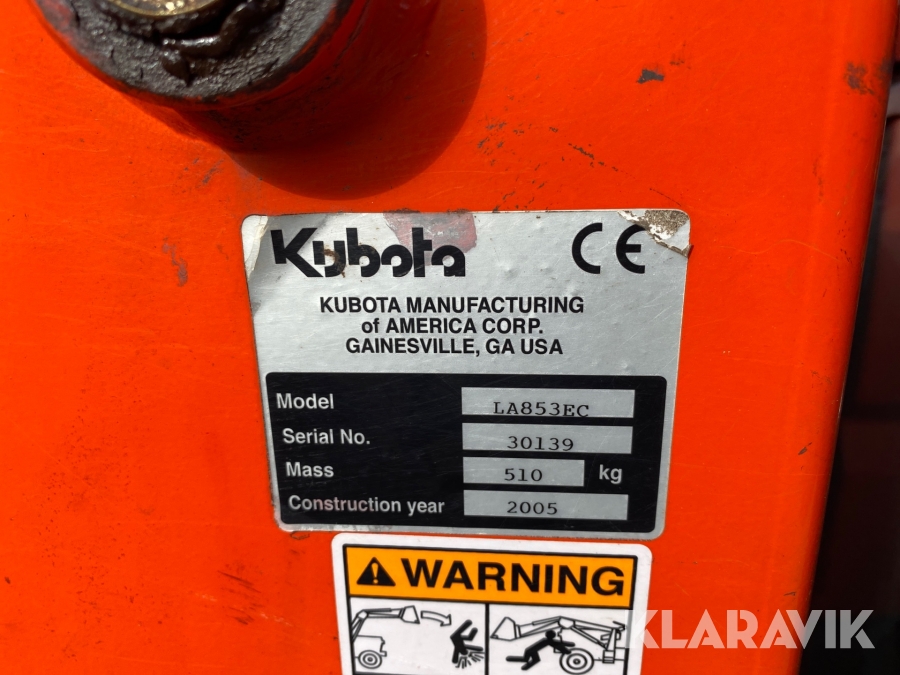 Kubota CE
KUBOTA MANUFACTURING
of AMERICA CORP.
GAINESVILLE, GA USA
Model LA853EC
Serial No. 30139
Mass 510 kg
Construction year 2005
WARNING
KLARAVIK